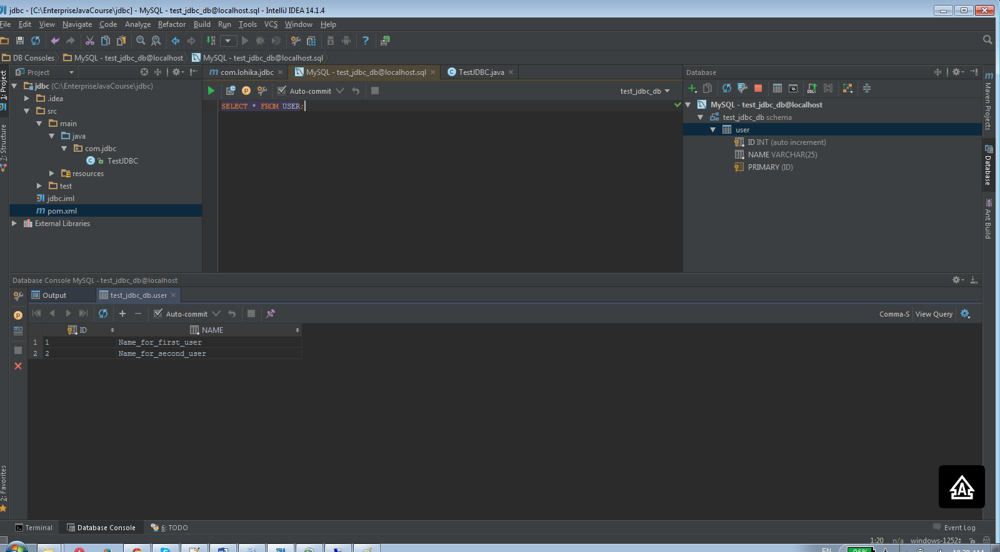 jdbc - [C:\EnterpriseJavaCourse\jdbc] - MySQL - test_jdbc_db@localhost.sql - IntelliJ IDEA 14.1.4
File Edit View Navigate Code Analyze Refactor Build Run Tools VCS Window Help
DB Consoles MySQL - test_jdbc_db@localhost MySQL - test_jdbc_db@localhost.sql
Project
com.lohika.jdbc MySQL - test_jdbc_db@localhost.sql TestJDBC.java
Database
1: Project
7: Structure
2: Favorites
jdbc (C:\EnterpriseJavaCourse\jdbc)
.idea
src
main
java
com.jdbc
TestJDBC
resources
test
jdbc.iml
pom.xml
External Libraries
Auto-commit test_jdbc_db
SELECT * FROM USER;
MySQL - test_jdbc_db@localhost
test_jdbc_db schema
user
ID INT (auto increment)
NAME VARCHAR(25)
PRIMARY (ID)
Maven Projects
Database
Ant Build
Database Console MySQL - test_jdbc_db@localhost
Output test_jdbc_db.user
Auto-commit Comma-S View Query
ID NAME
1 1 Name_for_first_user
2 2 Name_for_second_user
A
Terminal Database Console 6: TODO Event Log
1:20 n/a windows-1252
EN 96%